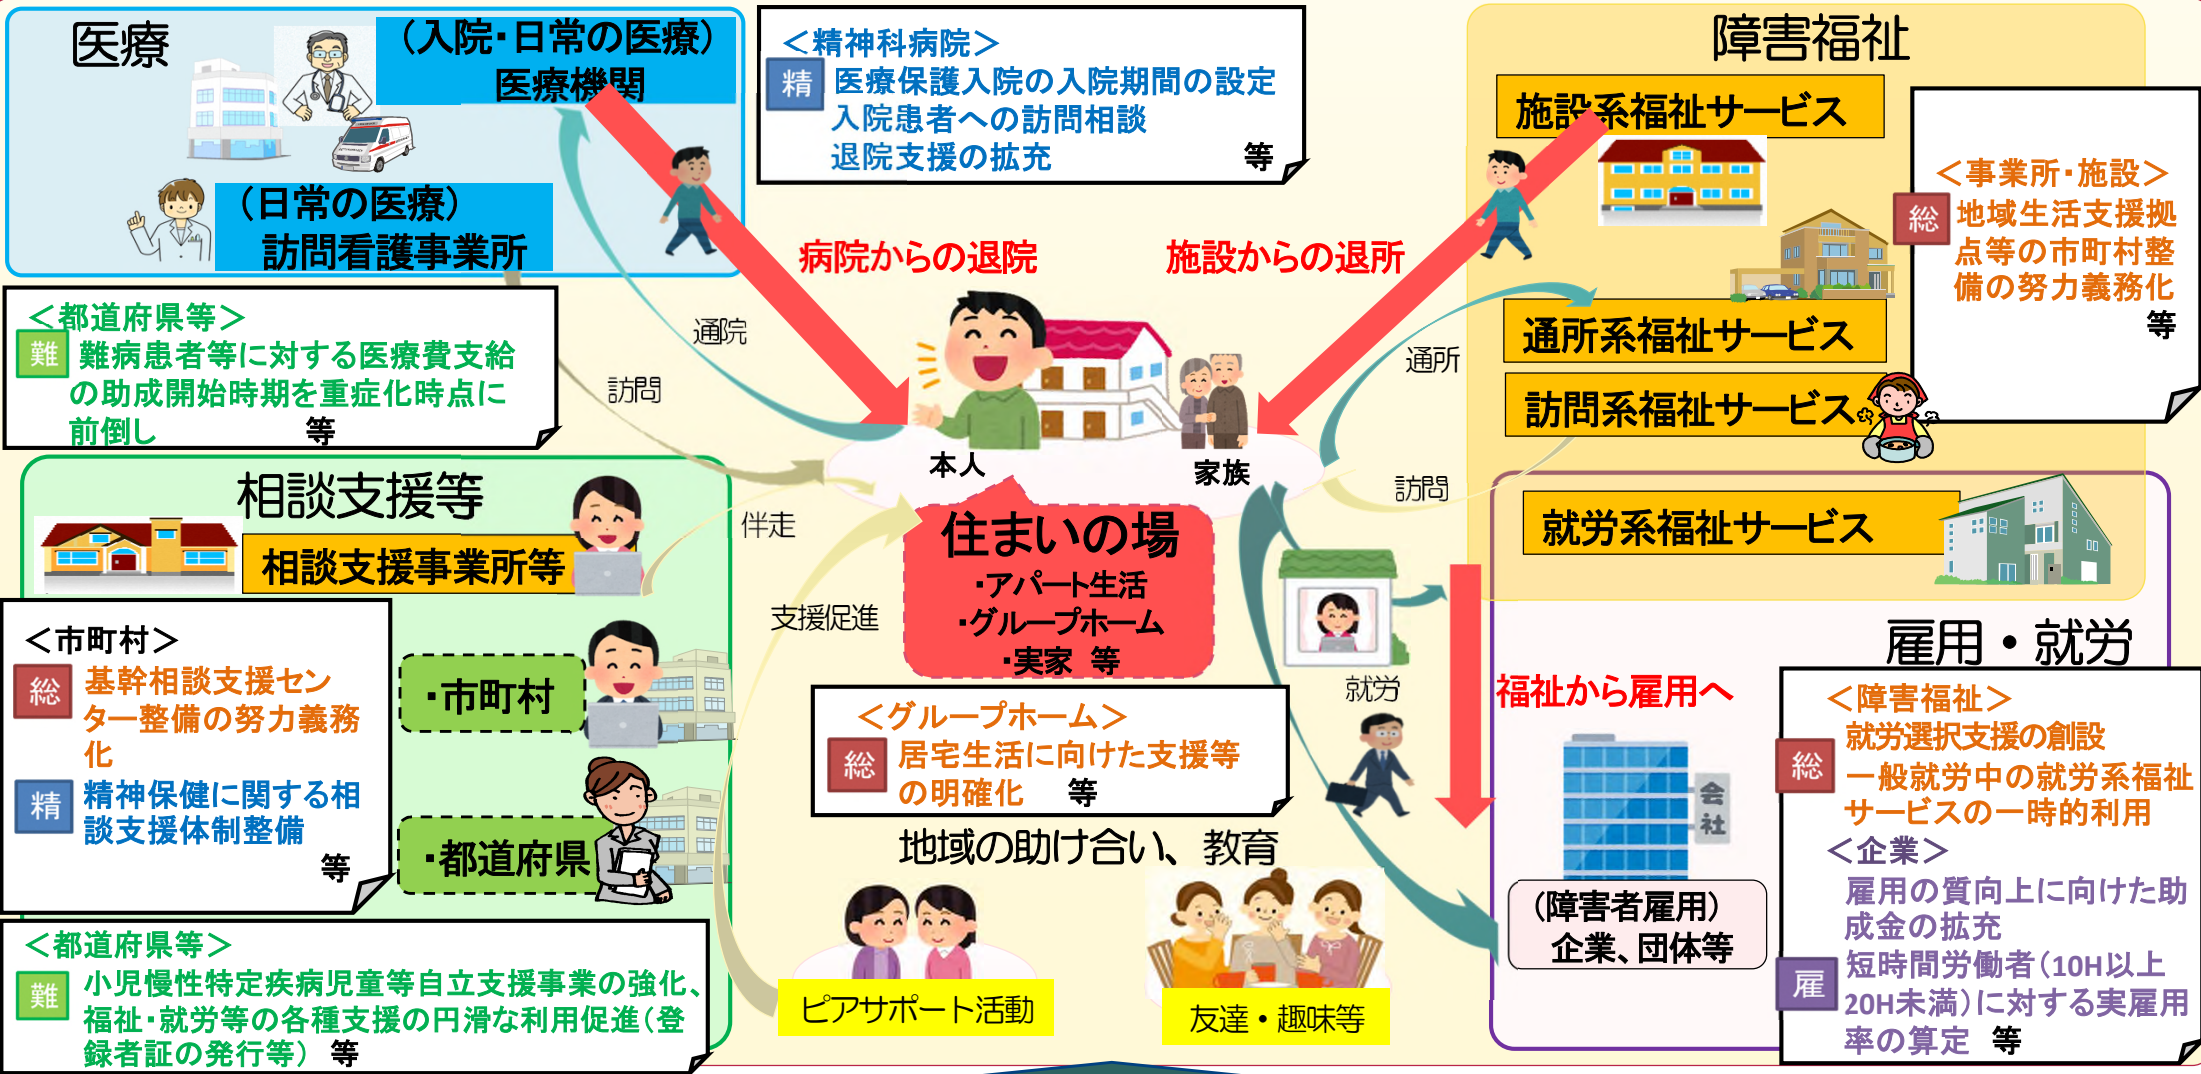 医療
（入院・日常の医療）
医療機関
（日常の医療）
訪問看護事業所
＜精神科病院＞
精
医療保護入院の入院期間の設定
入院患者への訪問相談
退院支援の拡充
等
障害福祉
施設系福祉サービス
＜事業所・施設＞
総
地域生活支援拠
点等の市町村整
備の努力義務化
等
通所系福祉サービス
訪問系福祉サービス
就労系福祉サービス
病院からの退院
施設からの退所
通院
訪問
通所
訪問
＜都道府県等＞
難
難病患者等に対する医療費支給
の助成開始時期を重症化時点に
前倒し 等
本人
家族
住まいの場
・アパート生活
・グループホーム
・実家 等
相談支援等
相談支援事業所等
伴走
支援促進
＜市町村＞
総
基幹相談支援セン
ター整備の努力義務
化
精
精神保健に関する相
談支援体制整備
等
・市町村
・都道府県
＜都道府県等＞
難
小児慢性特定疾病児童等自立支援事業の強化、
福祉・就労等の各種支援の円滑な利用促進（登
録者証の発行等） 等
＜グループホーム＞
総
居宅生活に向けた支援等
の明確化 等
地域の助け合い、教育
ピアサポート活動
友達・趣味等
就労
福祉から雇用へ
雇用・就労
会
社
（障害者雇用）
企業、団体等
＜障害福祉＞
就労選択支援の創設
総
一般就労中の就労系福祉
サービスの一時的利用
＜企業＞
雇用の質向上に向けた助
成金の拡充
雇
短時間労働者（10H以上
20H未満）に対する実雇用
率の算定 等